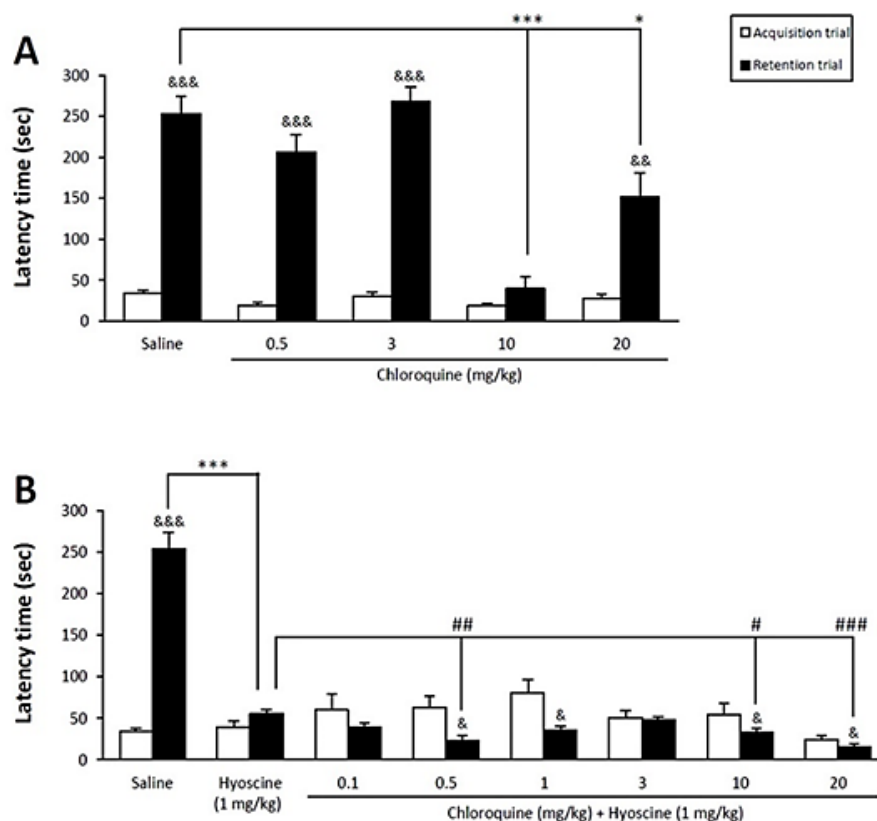 *** *
Acquisition trial
Retention trial
A
Latency time (sec)
300
250
200
150
100
50
0
&&& &&& &&& &&
Saline 0.5 3 10 20
Chloroquine (mg/kg)
B
***
Latency time (sec)
300
250
200
150
100
50
0
&&&
## # ###
& & & &
Saline Hyoscine 0.1 0.5 1 3 10 20
(1 mg/kg)
Chloroquine (mg/kg) + Hyoscine (1 mg/kg)